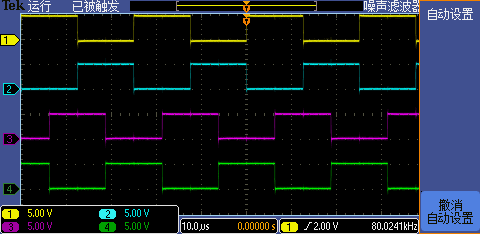 Tek 运行 已被触发 噪声滤波器
自动设置
1
2
3
4
撤消
自动设置
1 5.00 V 2 5.00 V
3 5.00 V 4 5.00 V
10.0µs 0.00000 s
1 2.00 V 80.0241kHz